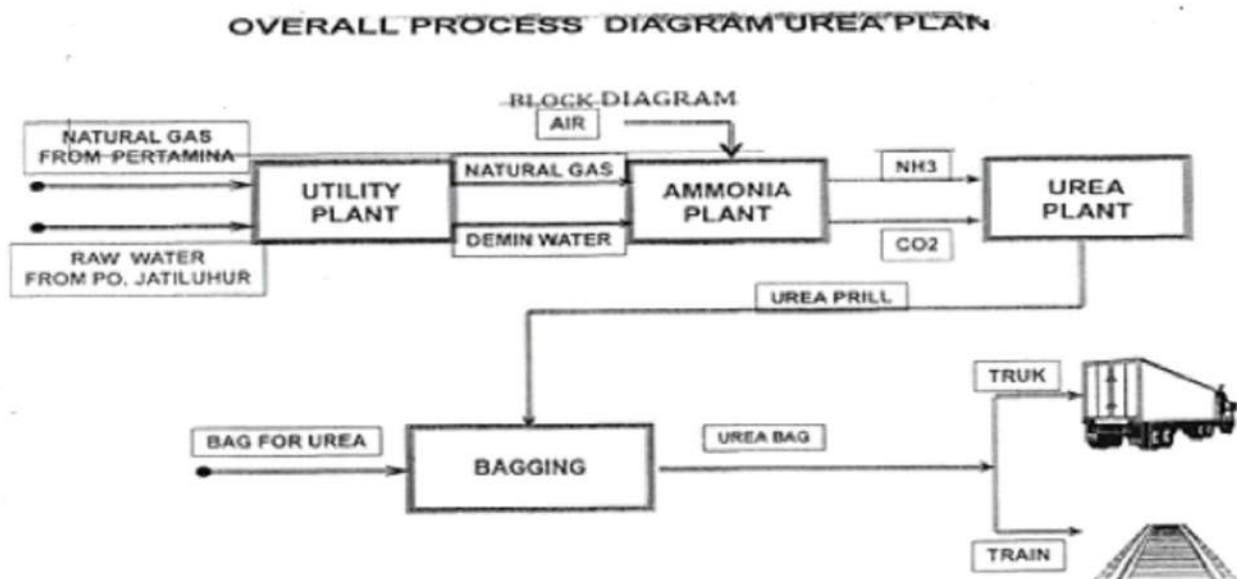 OVERALL PROCESS DIAGRAM UREA PLAN
BLOCK DIAGRAM
AIR
NATURAL GAS
FROM PERTAMINA
NATURAL GAS
NH3
UTILITY
PLANT
AMMONIA
PLANT
UREA
PLANT
DEMIN WATER
CO2
RAW WATER
FROM PO. JATILUHUR
UREA PRILL
TRUK
BAG FOR UREA
UREA BAG
BAGGING
TRAIN